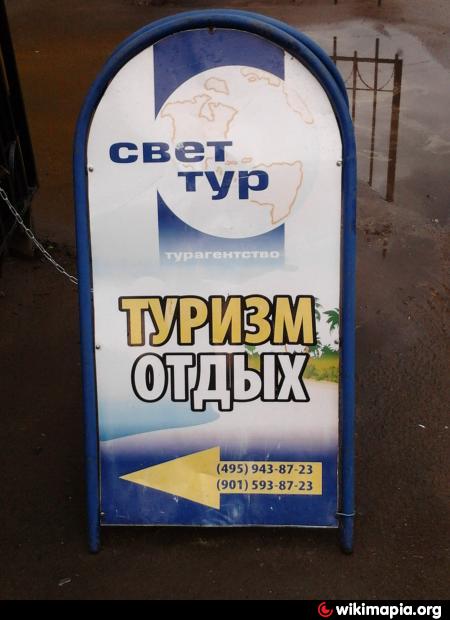 свет
тур
турагентство
ТУРИЗМ
ОТДЫХ
(495) 943-87-23
(901) 593-87-23
wikimapia.org